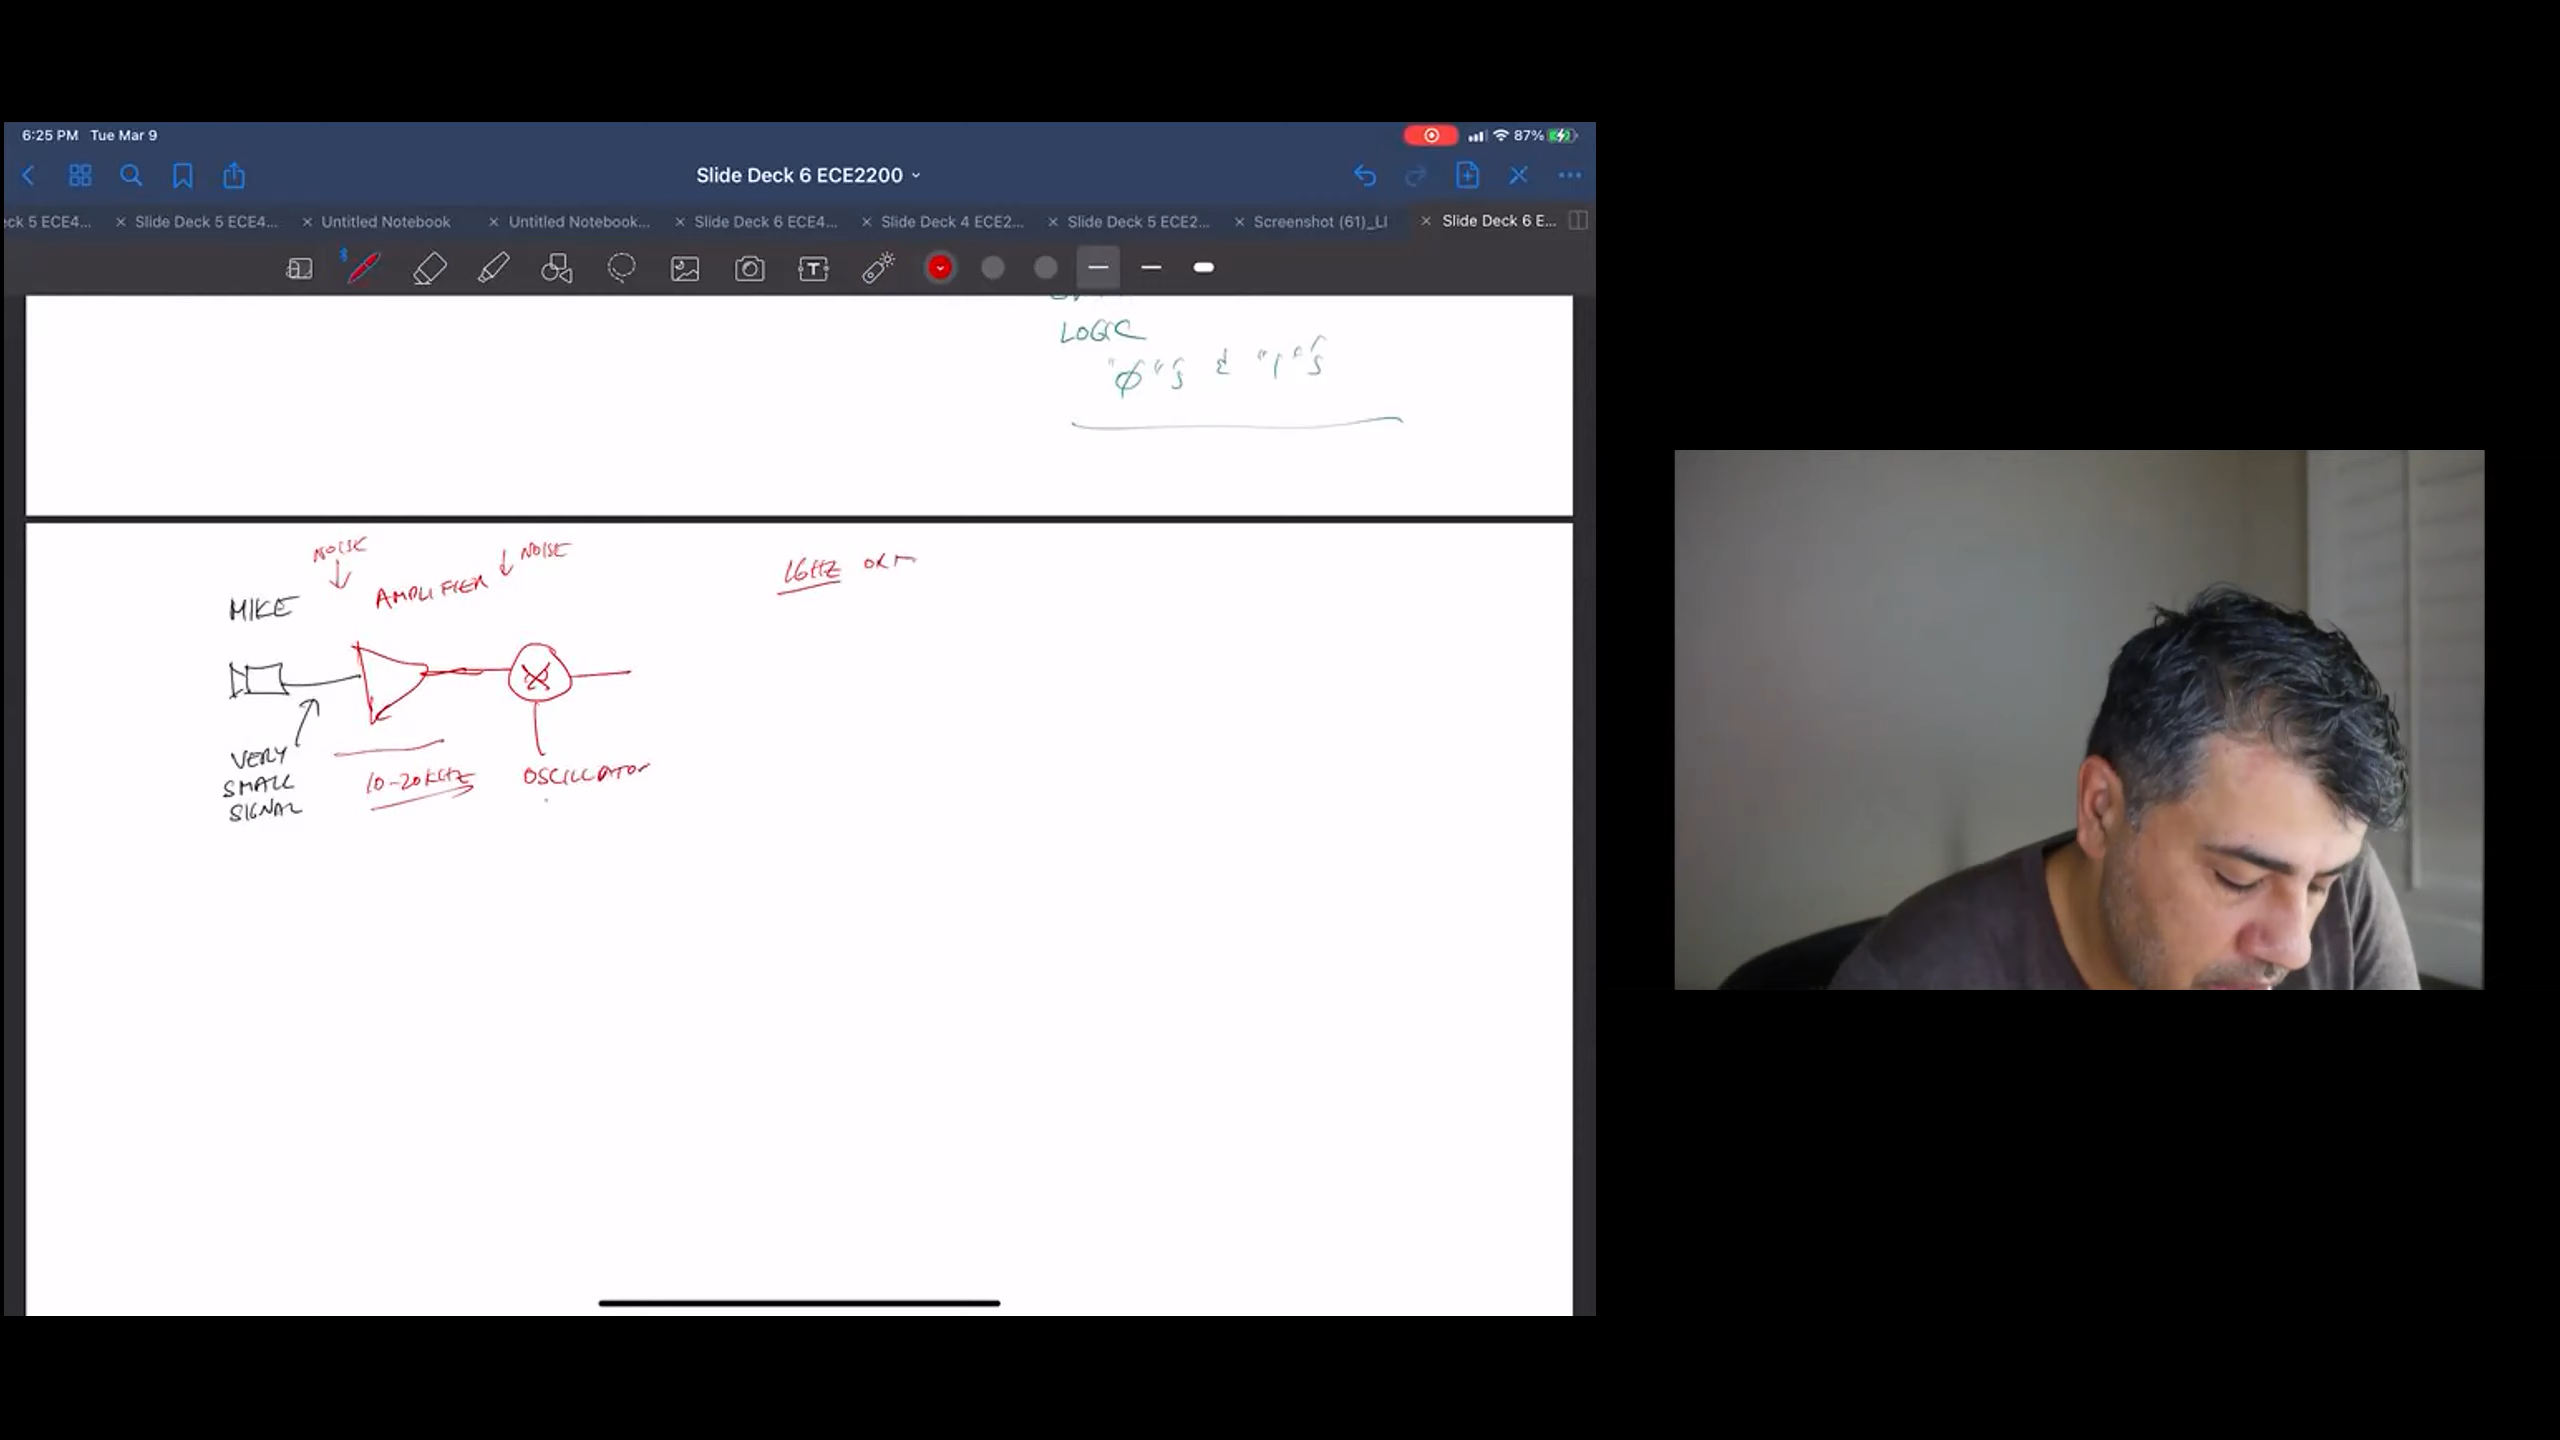 6:25 PM Tue Mar 9
87%
Slide Deck 6 ECE2200
ck 5 ECE4...
Slide Deck 5 ECE4...
Untitled Notebook
Untitled Notebook...
Slide Deck 6 ECE4...
Slide Deck 4 ECE2...
Slide Deck 5 ECE2...
Screenshot (61)_LI
Slide Deck 6 E...
LOGIC
"Ø"s & "1"s
NOISE
NOISE
AMPLIFIER
MIKE
1GHZ OR
VERY
SMALL
SIGNAL
10-20KHZ
OSCILLATOR